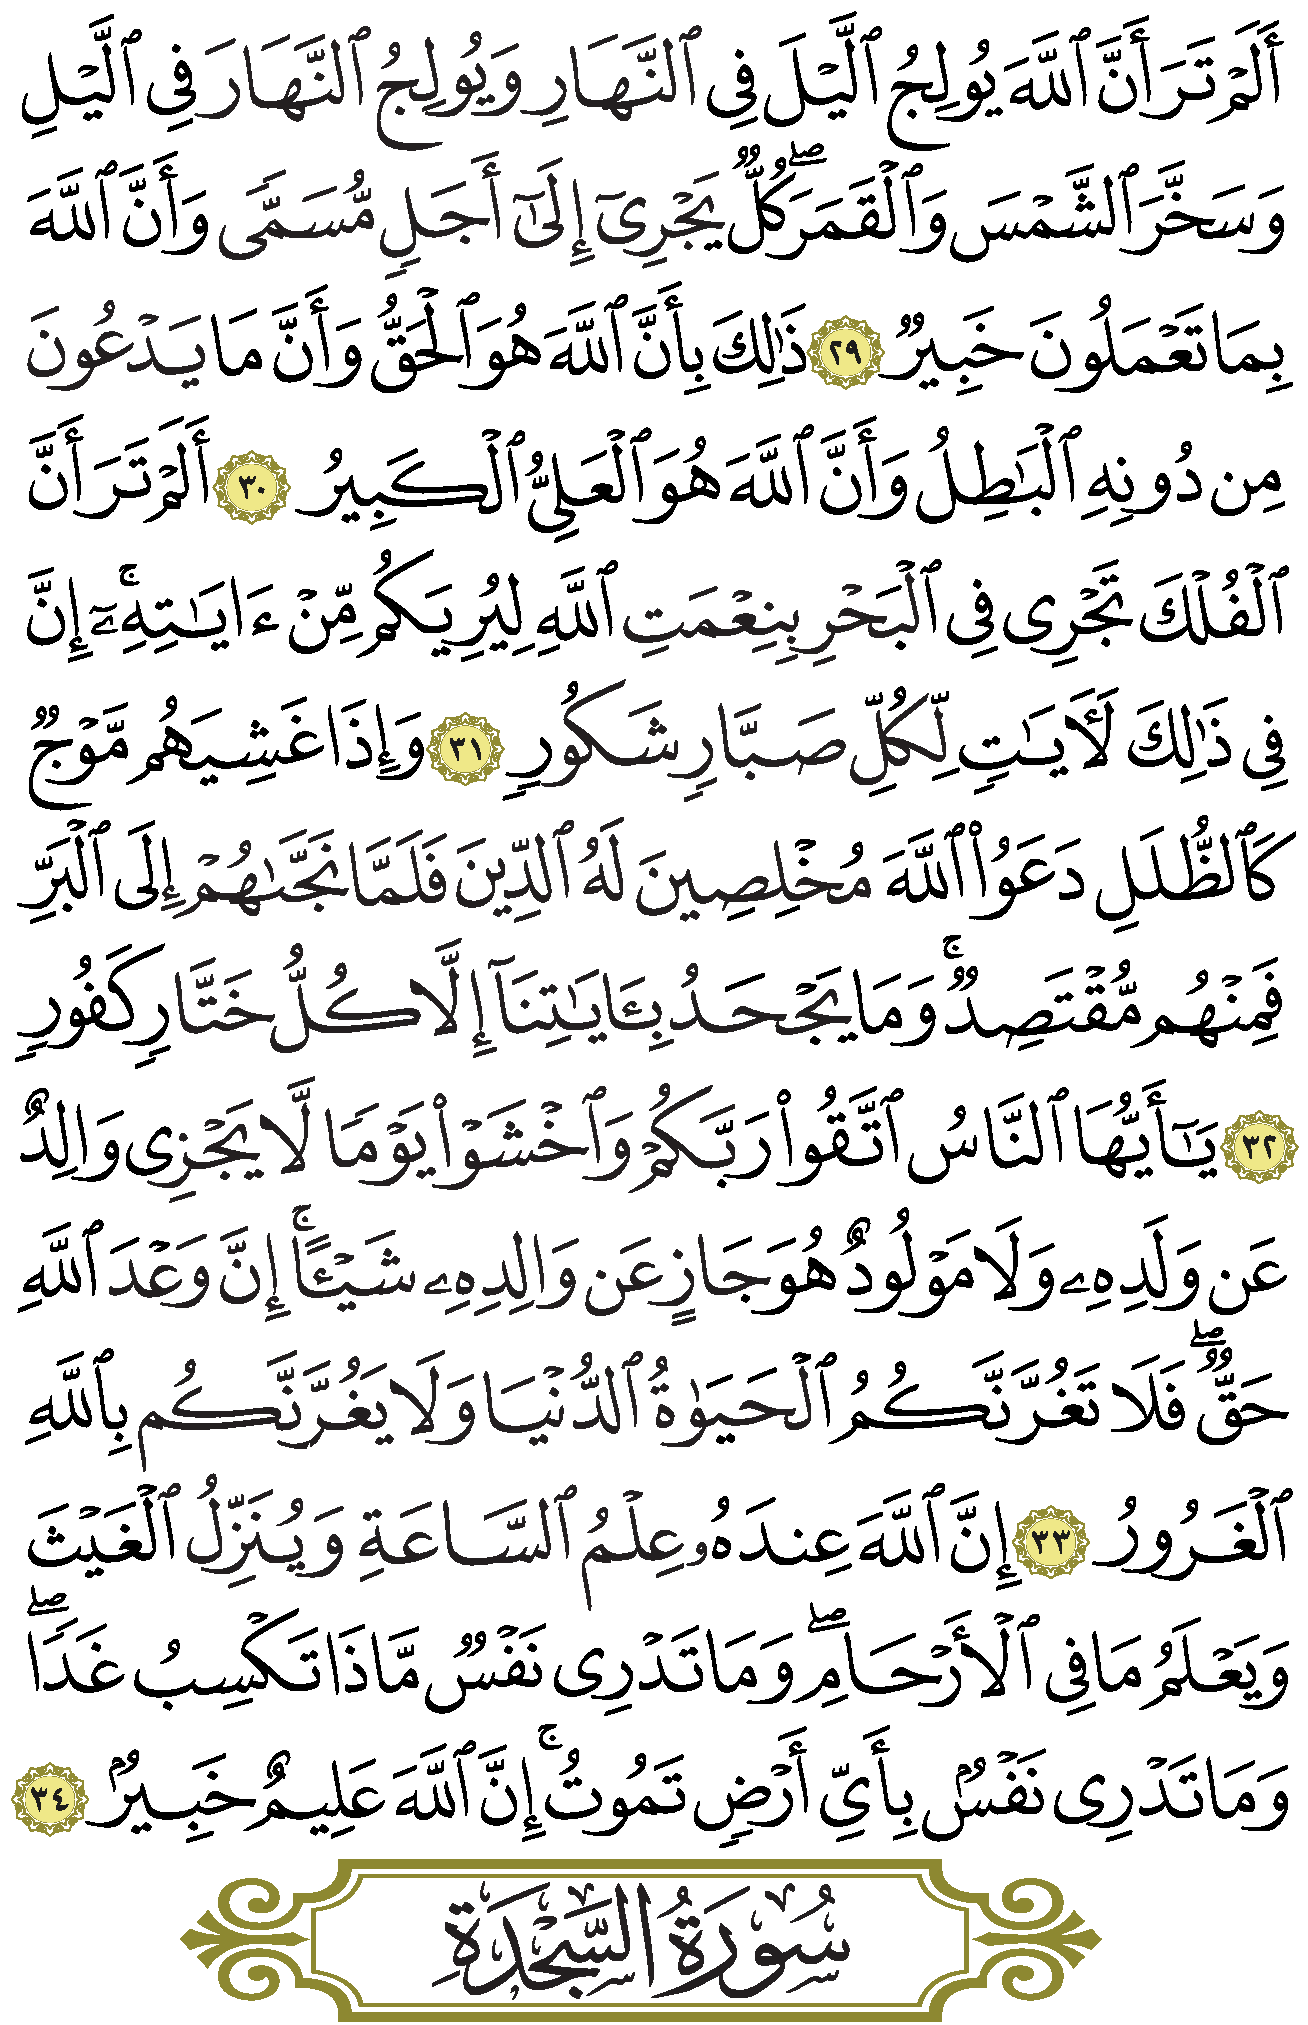 أَلَمْ تَرَ أَنَّ ٱللَّهَ يُولِجُ ٱلَّيْلَ فِى ٱلنَّهَارِ وَيُولِجُ ٱلنَّهَارَ فِى ٱلَّيْلِ
وَسَخَّرَ ٱلشَّمْسَ وَٱلْقَمَرَۖ كُلٌّ يَجْرِىٓ إِلَىٰٓ أَجَلٍ مُّسَمًّى وَأَنَّ ٱللَّهَ
بِمَا تَعْمَلُونَ خَبِيرٌ ٢٩ ذَٰلِكَ بِأَنَّ ٱللَّهَ هُوَ ٱلْحَقُّ وَأَنَّ مَا يَدْعُونَ
مِن دُونِهِ ٱلْبَٰطِلُ وَأَنَّ ٱللَّهَ هُوَ ٱلْعَلِىُّ ٱلْكَبِيرُ ٣٠ أَلَمْ تَرَ أَنَّ
ٱلْفُلْكَ تَجْرِى فِى ٱلْبَحْرِ بِنِعْمَتِ ٱللَّهِ لِيُرِيَكُم مِّنْ ءَايَٰتِهِۦٓۚ إِنَّ
فِى ذَٰلِكَ لَـَٔايَٰتٍ لِّكُلِّ صَبَّارٍ شَكُورٍ ٣١ وَإِذَا غَشِيَهُم مَّوْجٌ
كَٱلظُّلَلِ دَعَوُا۟ ٱللَّهَ مُخْلِصِينَ لَهُ ٱلدِّينَ فَلَمَّا نَجَّىٰهُمْ إِلَى ٱلْبَرِّ
فَمِنْهُم مُّقْتَصِدٌۚ وَمَا يَجْحَدُ بِـَٔايَٰتِنَآ إِلَّا كُلُّ خَتَّارٍ كَفُورٍ
٣٢ يَٰٓأَيُّهَا ٱلنَّاسُ ٱتَّقُوا۟ رَبَّكُمْ وَٱخْشَوْا۟ يَوْمًا لَّا يَجْزِى وَالِدٌ
عَن وَلَدِهِۦ وَلَا مَوْلُودٌ هُوَ جَازٍ عَن وَالِدِهِۦ شَيْـًٔاۚ إِنَّ وَعْدَ ٱللَّهِ
حَقٌّۖ فَلَا تَغُرَّنَّكُمُ ٱلْحَيَوٰةُ ٱلدُّنْيَا وَلَا يَغُرَّنَّكُم بِٱللَّهِ
ٱلْغَرُورُ ٣٣ إِنَّ ٱللَّهَ عِندَهُۥ عِلْمُ ٱلسَّاعَةِ وَيُنَزِّلُ ٱلْغَيْثَ
وَيَعْلَمُ مَا فِى ٱلْأَرْحَامِۖ وَمَا تَدْرِى نَفْسٌ مَّاذَا تَكْسِبُ غَدًاۖ
وَمَا تَدْرِى نَفْسٌۢ بِأَىِّ أَرْضٍ تَمُوتُۚ إِنَّ ٱللَّهَ عَلِيمٌ خَبِيرٌۢ ٣٤
سُورَةُ السَّجْدَةِ